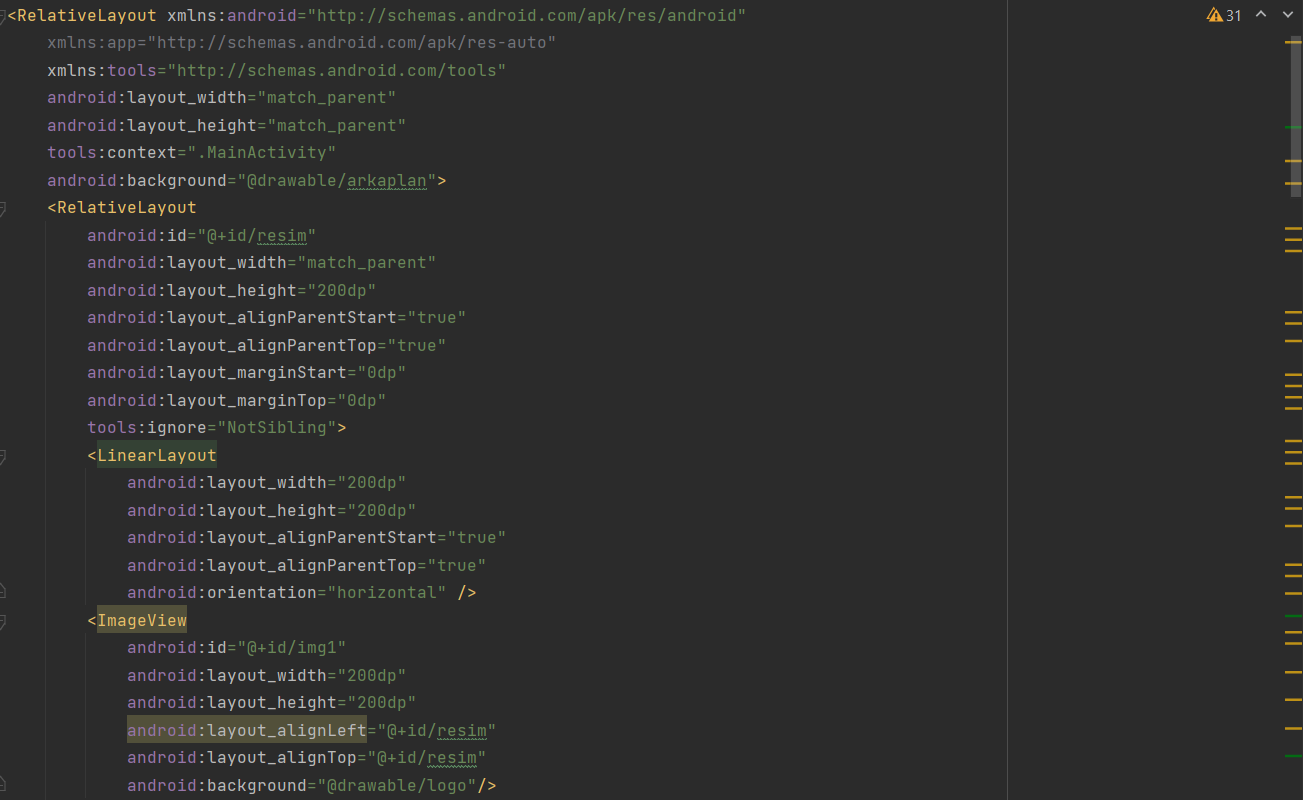 <RelativeLayout xmlns:android="http://schemas.android.com/apk/res/android"
31
xmlns:app="http://schemas.android.com/apk/res-auto"
xmlns:tools="http://schemas.android.com/tools"
android:layout_width="match_parent"
android:layout_height="match_parent"
tools:context=".MainActivity"
android:background="@drawable/arkaplan">
<RelativeLayout
android:id="@+id/resim"
android:layout_width="match_parent"
android:layout_height="200dp"
android:layout_alignParentStart="true"
android:layout_alignParentTop="true"
android:layout_marginStart="0dp"
android:layout_marginTop="0dp"
tools:ignore="NotSibling">
<LinearLayout
android:layout_width="200dp"
android:layout_height="200dp"
android:layout_alignParentStart="true"
android:layout_alignParentTop="true"
android:orientation="horizontal" />
<ImageView
android:id="@+id/img1"
android:layout_width="200dp"
android:layout_height="200dp"
android:layout_alignLeft="@+id/resim"
android:layout_alignTop="@+id/resim"
android:background="@drawable/logo"/>